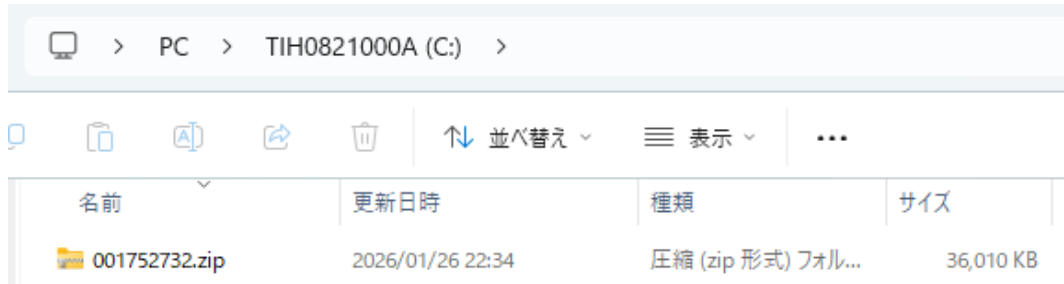 PC > TIH0821000A (C:) >
並べ替え 表示 •••
名前 更新日時 種類 サイズ
001752732.zip 2026/01/26 22:34 圧縮 (zip 形式) フォル... 36,010 KB